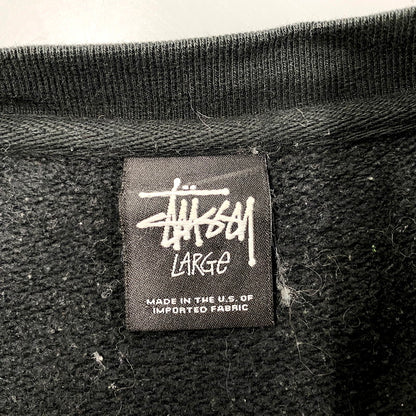 STÜSSY
LARGE
MADE IN THE U.S. OF
IMPORTED FABRIC